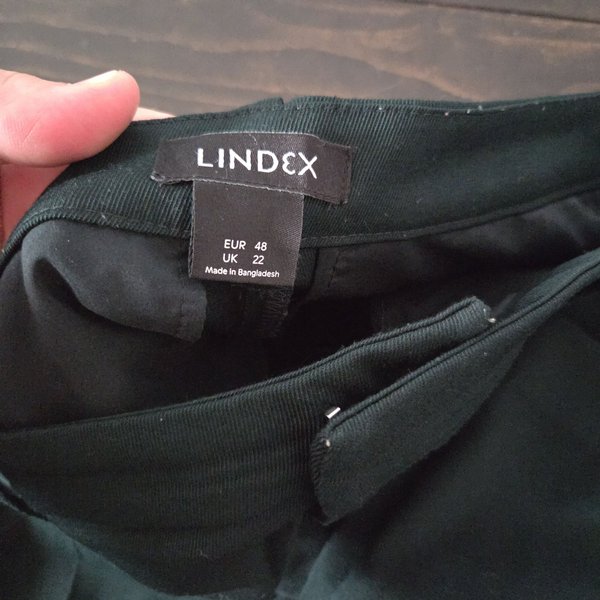 LINDEX
EUR 48
UK 22
Made in Bangladesh